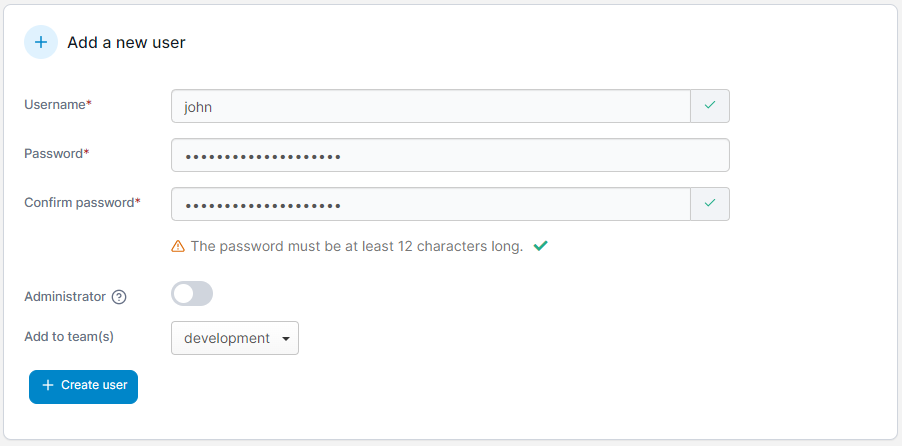 Add a new user
Username*
john
Password*
••••••••••••••••••••
Confirm password*
••••••••••••••••••••
The password must be at least 12 characters long.
Administrator
Add to team(s)
development
+ Create user